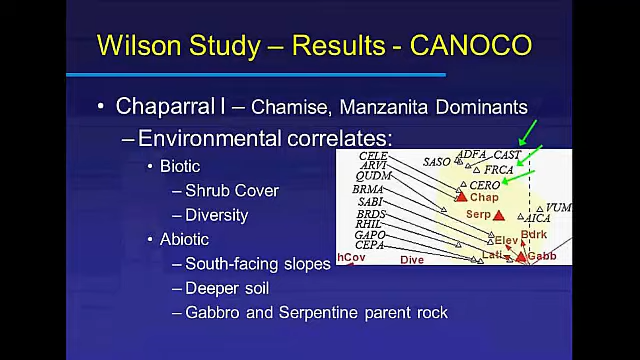 Wilson Study – Results - CANOCO
• Chaparral I – Chamise, Manzanita Dominants
–Environmental correlates:
• Biotic
–Shrub Cover
–Diversity
• Abiotic
–South-facing slopes
–Deeper soil
–Gabbro and Serpentine parent rock
CELE
ARVI
QUDM
BRMA
SABI
BRDS
RHIL
GAPO
CEPA
SASO
ADFA
CAST
FRCA
CERO
Chap
Serp
VUM
AICA
Bdrk
Elev
Lati
Gabb
hCov
Dive